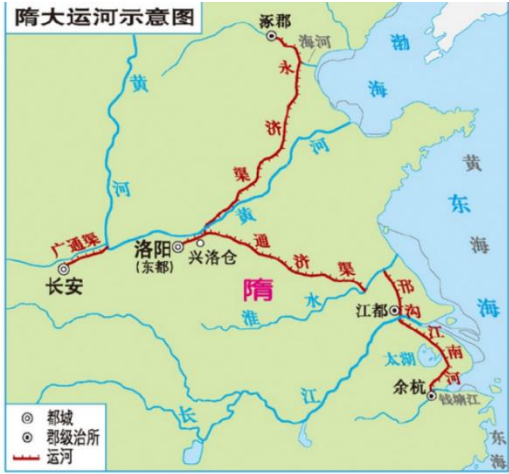 隋大运河示意图
涿郡
海河
渤海
永济渠
黄河
黄河
黄海
东海
广通渠
长安
洛阳
(东都)
兴洛仓
通济渠
隋
淮水
邗沟
江都
江南河
太湖
长江
余杭
钱塘江
东海
都城
郡级治所
运河